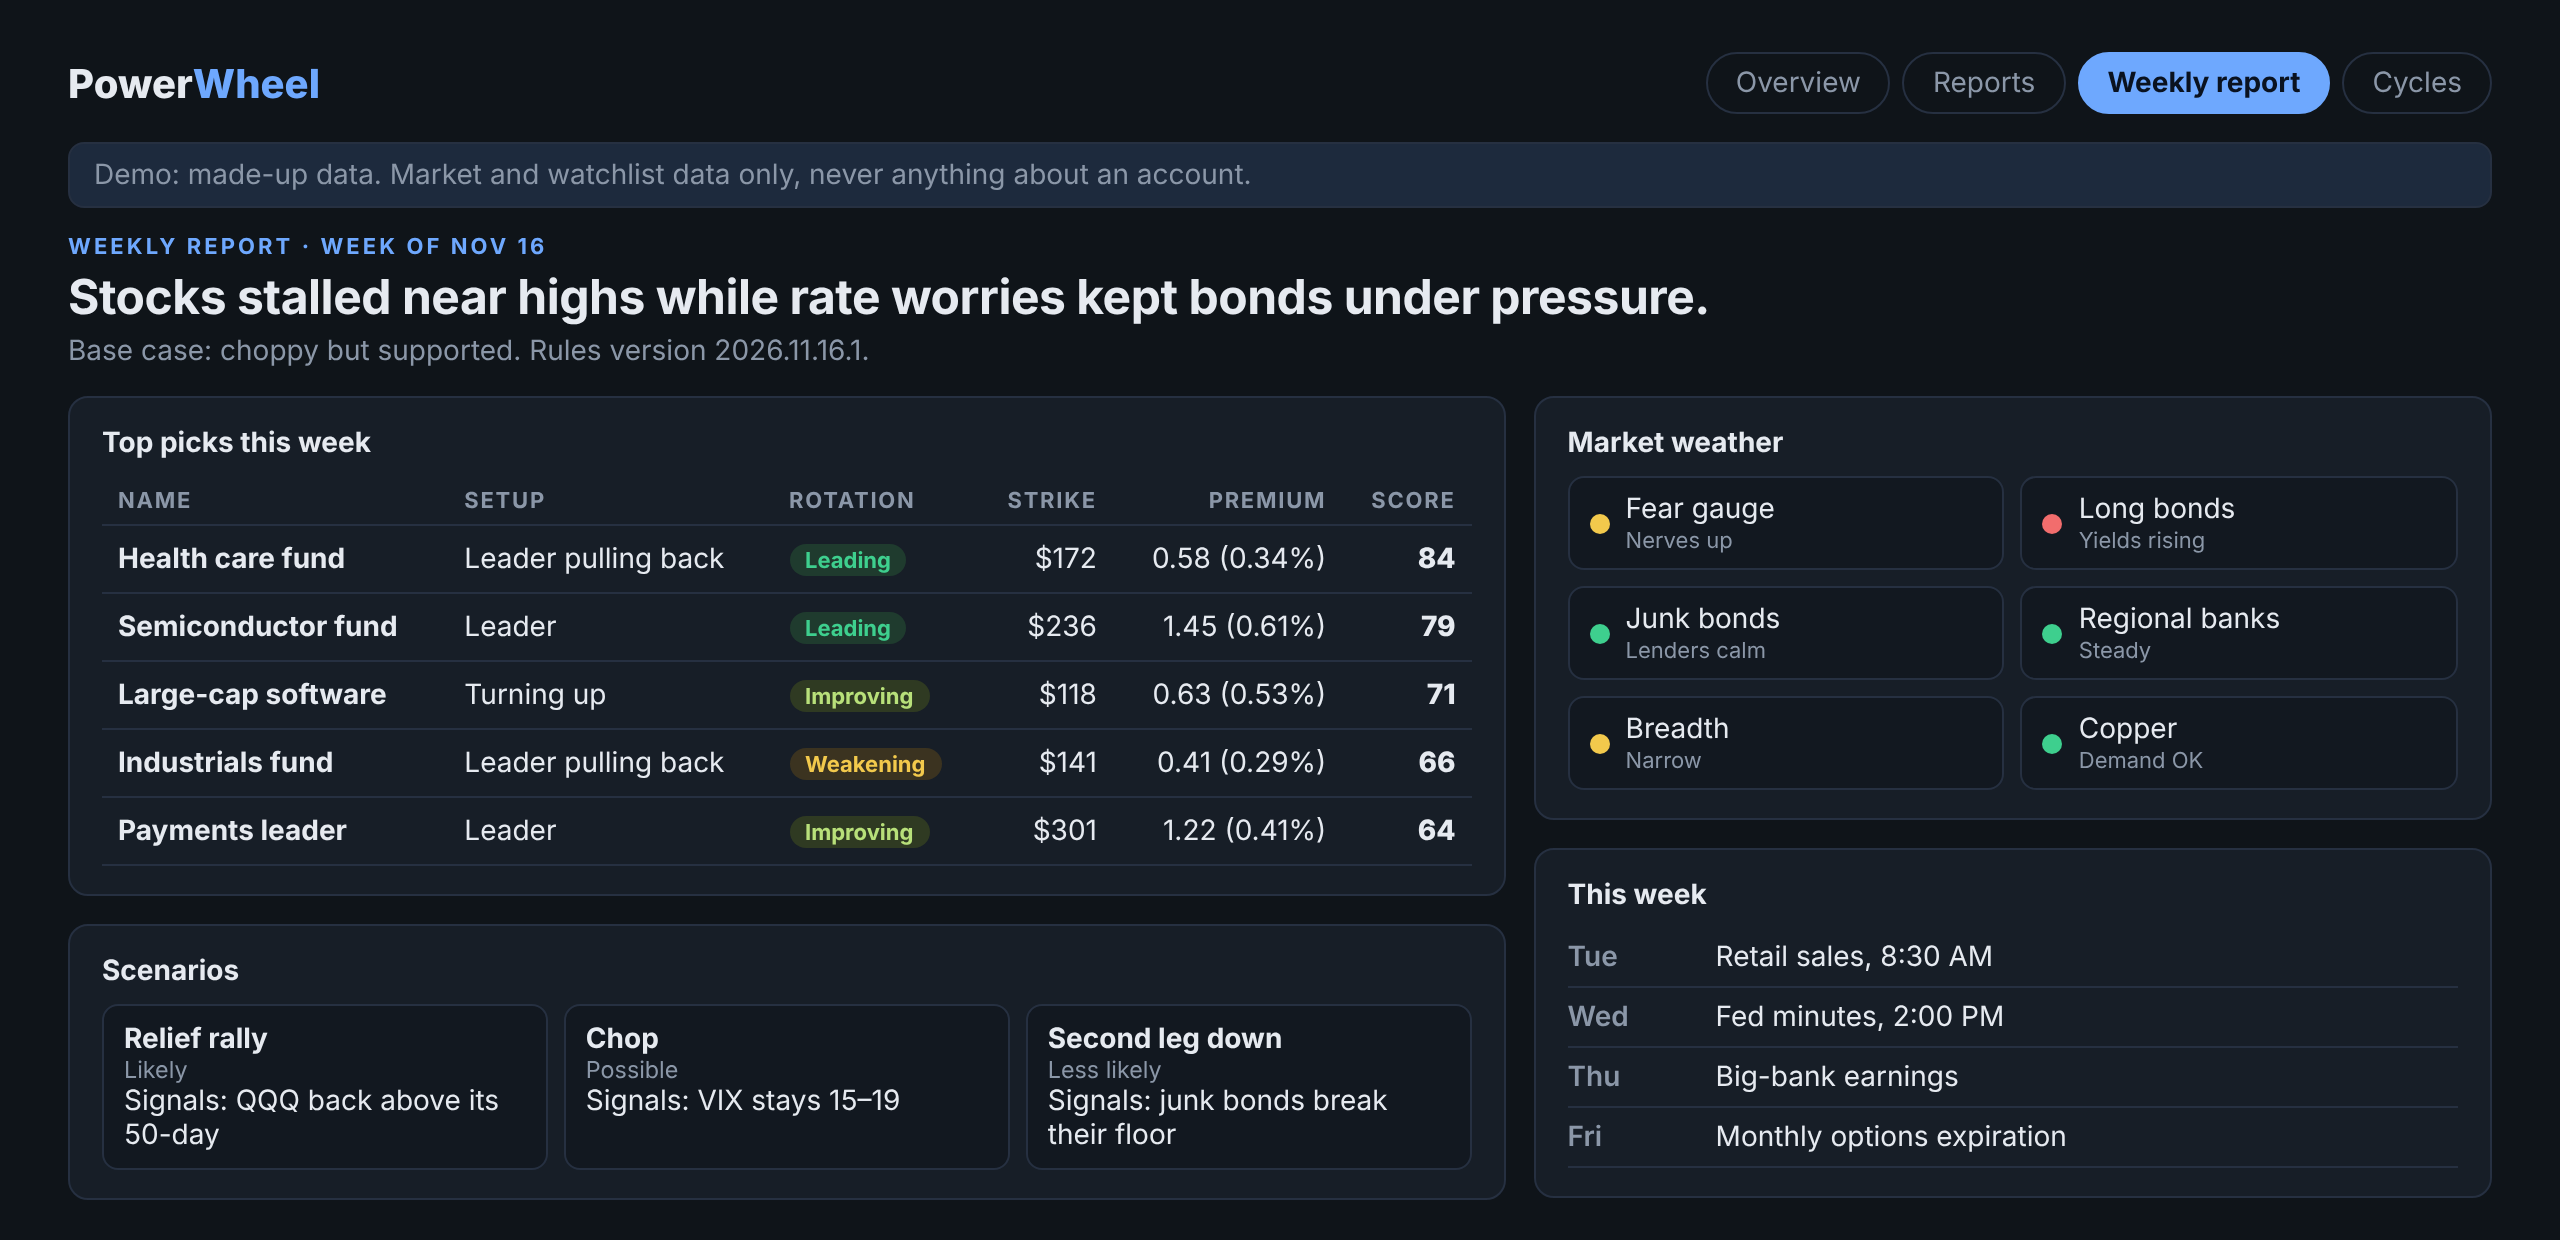 PowerWheel
Overview Reports Weekly report Cycles
Demo: made-up data. Market and watchlist data only, never anything about an account.
WEEKLY REPORT · WEEK OF NOV 16
Stocks stalled near highs while rate worries kept bonds under pressure.
Base case: choppy but supported. Rules version 2026.11.16.1.
Top picks this week
NAME SETUP ROTATION STRIKE PREMIUM SCORE
Health care fund Leader pulling back Leading $172 0.58 (0.34%) 84
Semiconductor fund Leader Leading $236 1.45 (0.61%) 79
Large-cap software Turning up Improving $118 0.63 (0.53%) 71
Industrials fund Leader pulling back Weakening $141 0.41 (0.29%) 66
Payments leader Leader Improving $301 1.22 (0.41%) 64
Scenarios
Relief rally
Likely
Signals: QQQ back above its
50-day
Chop
Possible
Signals: VIX stays 15–19
Second leg down
Less likely
Signals: junk bonds break
their floor
Market weather
Fear gauge
Nerves up
Long bonds
Yields rising
Junk bonds
Lenders calm
Regional banks
Steady
Breadth
Narrow
Copper
Demand OK
This week
Tue Retail sales, 8:30 AM
Wed Fed minutes, 2:00 PM
Thu Big-bank earnings
Fri Monthly options expiration